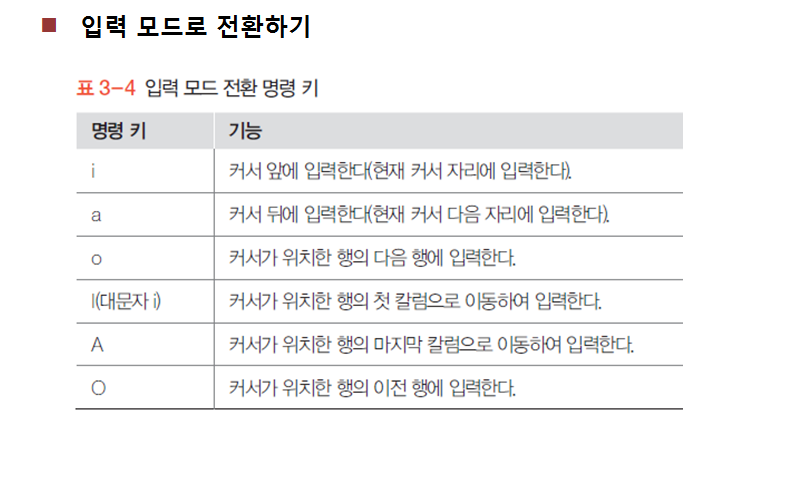 입력 모드로 전환하기
표 3-4 입력 모드 전환 명령 키
명령 키 기능
i 커서 앞에 입력한다(현재 커서 자리에 입력한다).
a 커서 뒤에 입력한다(현재 커서 다음 자리에 입력한다).
o 커서가 위치한 행의 다음 행에 입력한다.
I(대문자 i) 커서가 위치한 행의 첫 칼럼으로 이동하여 입력한다.
A 커서가 위치한 행의 마지막 칼럼으로 이동하여 입력한다.
O 커서가 위치한 행의 이전 행에 입력한다.